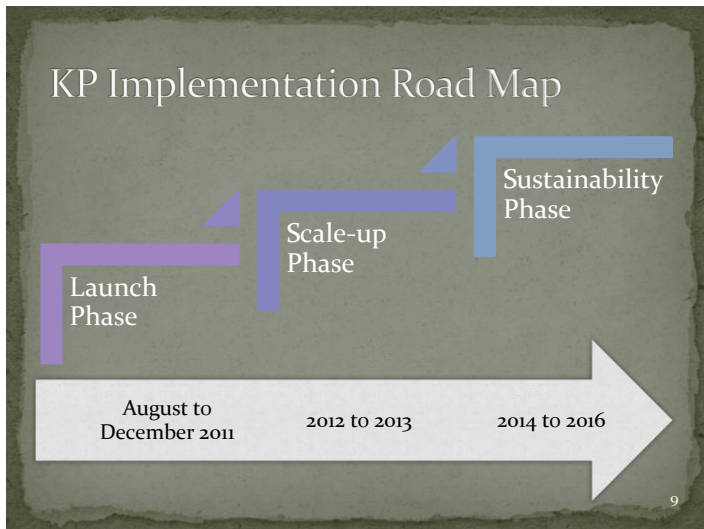 KP Implementation Road Map
Sustainability
Phase
Scale-up
Phase
Launch
Phase
August to
December 2011
2012 to 2013
2014 to 2016
9